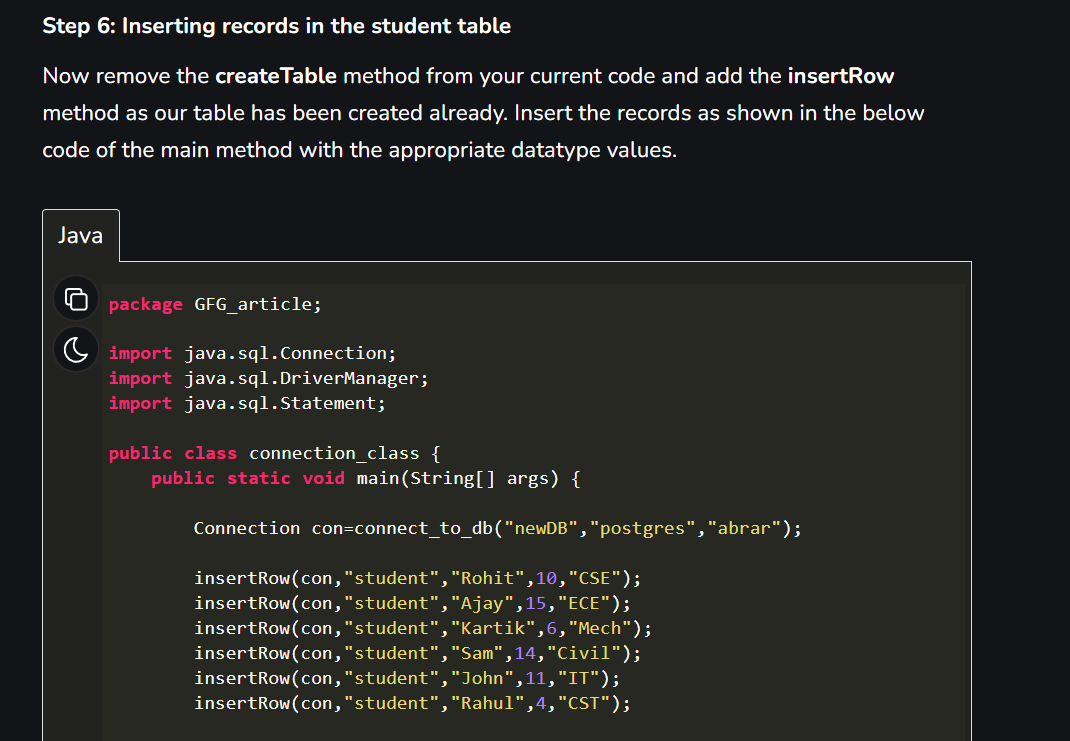 Step 6: Inserting records in the student table
Now remove the createTable method from your current code and add the insertRow
method as our table has been created already. Insert the records as shown in the below
code of the main method with the appropriate datatype values.
Java
package GFG_article;
import java.sql.Connection;
import java.sql.DriverManager;
import java.sql.Statement;
public class connection_class {
public static void main(String[] args) {
Connection con=connect_to_db("newDB","postgres","abrar");
insertRow(con,"student","Rohit",10,"CSE");
insertRow(con,"student","Ajay",15,"ECE");
insertRow(con,"student","Kartik",6,"Mech");
insertRow(con,"student","Sam",14,"Civil");
insertRow(con,"student","John",11,"IT");
insertRow(con,"student","Rahul",4,"CST");